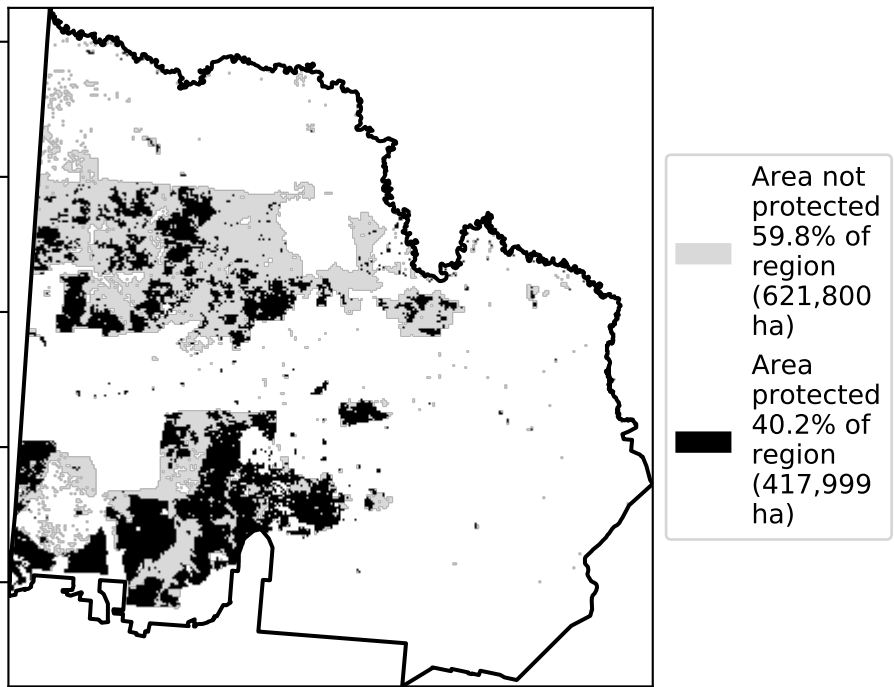 Area not
protected
59.8% of
region
(621,800
ha)
Area
protected
40.2% of
region
(417,999
ha)